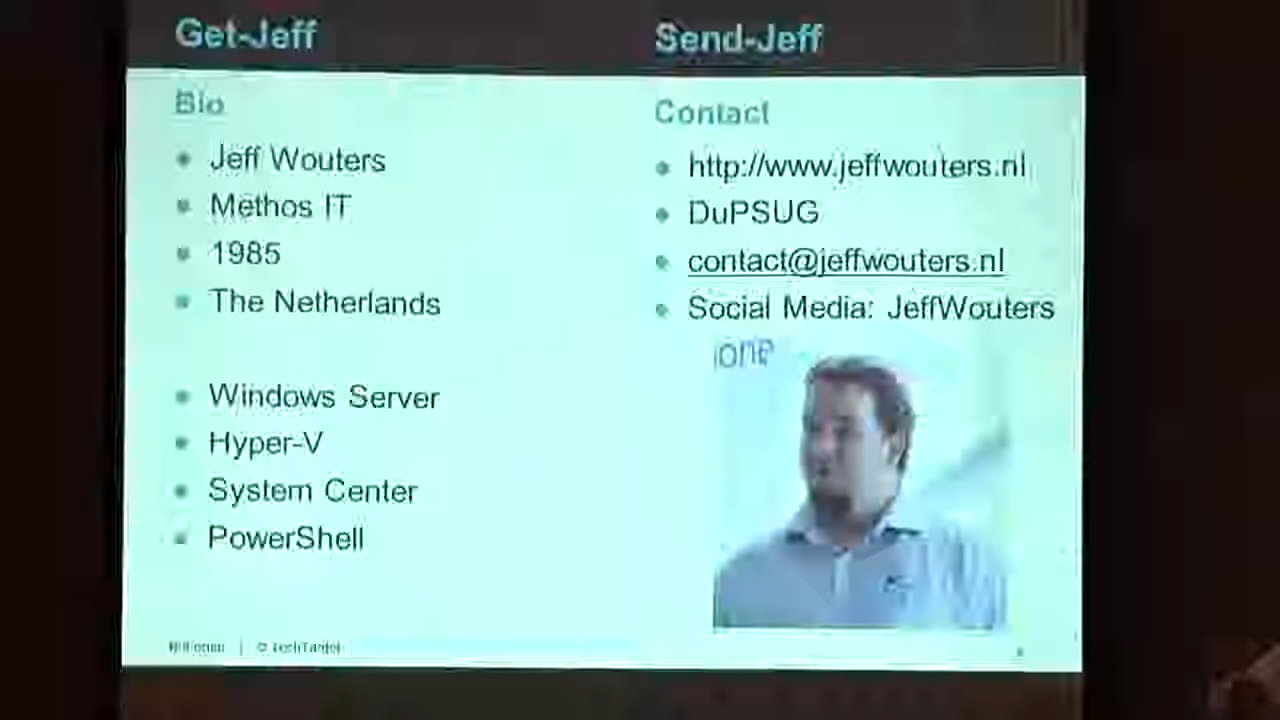 Get-Jeff
Bio
Jeff Wouters
Methos IT
1985
The Netherlands
Windows Server
Hyper-V
System Center
PowerShell
© TechTarget
Send-Jeff
Contact
http://www.jeffwouters.nl
DuPSUG
contact@jeffwouters.nl
Social Media: JeffWouters